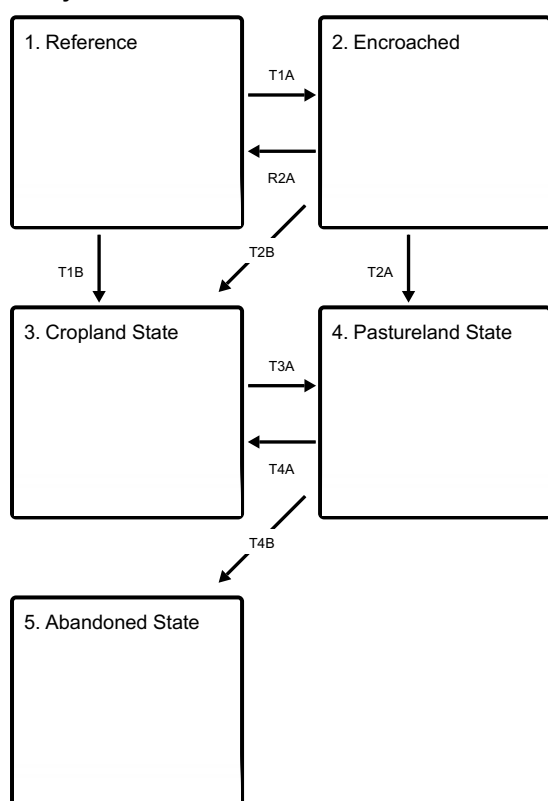 1. Reference
2. Encroached
T1A
R2A
T1B
T2B
T2A
3. Cropland State
4. Pastureland State
T3A
T4A
T4B
5. Abandoned State